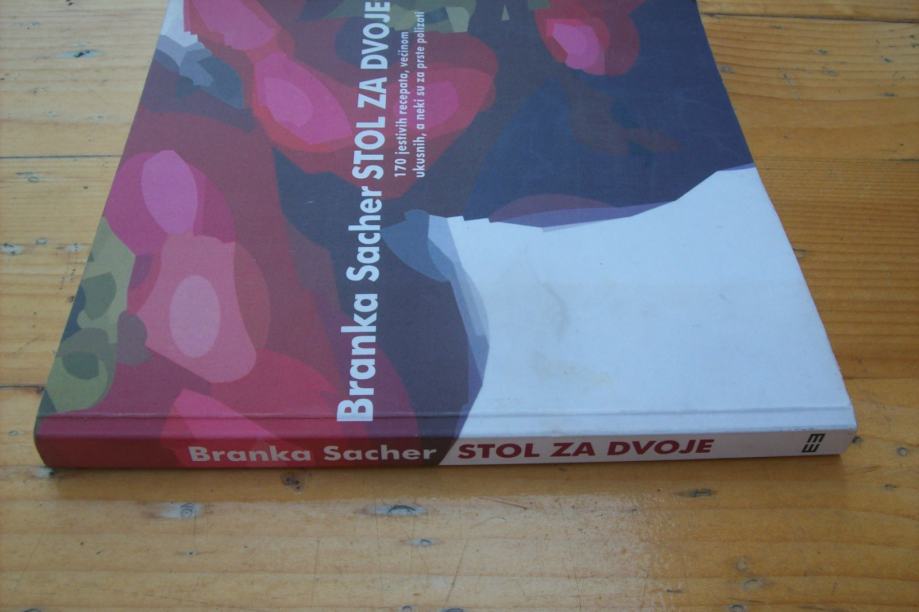 Branka Sacher STOL ZA DVOJE
170 jestivih recepata, većinom
ukusnih, a neki su za prste polizati
Branka Sacher STOL ZA DVOJE